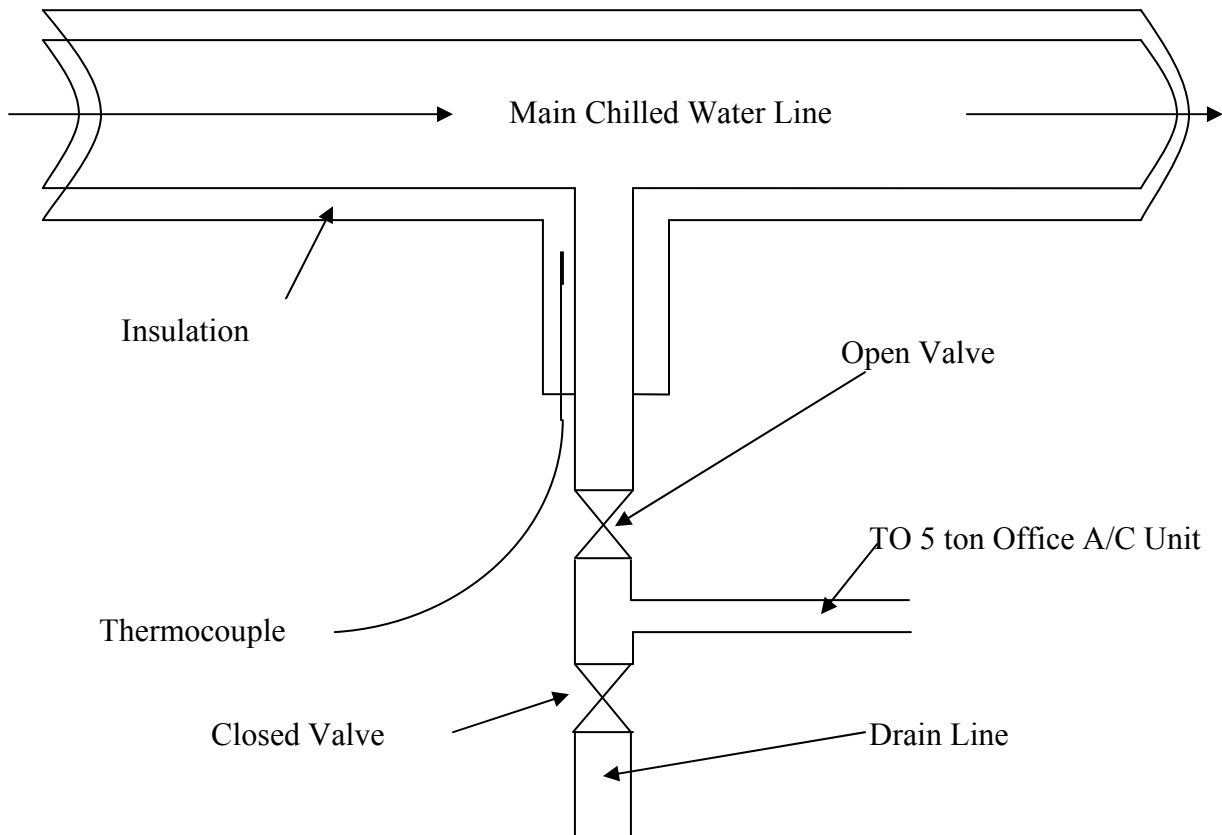 Main Chilled Water Line
Insulation
Open Valve
TO 5 ton Office A/C Unit
Thermocouple
Closed Valve
Drain Line